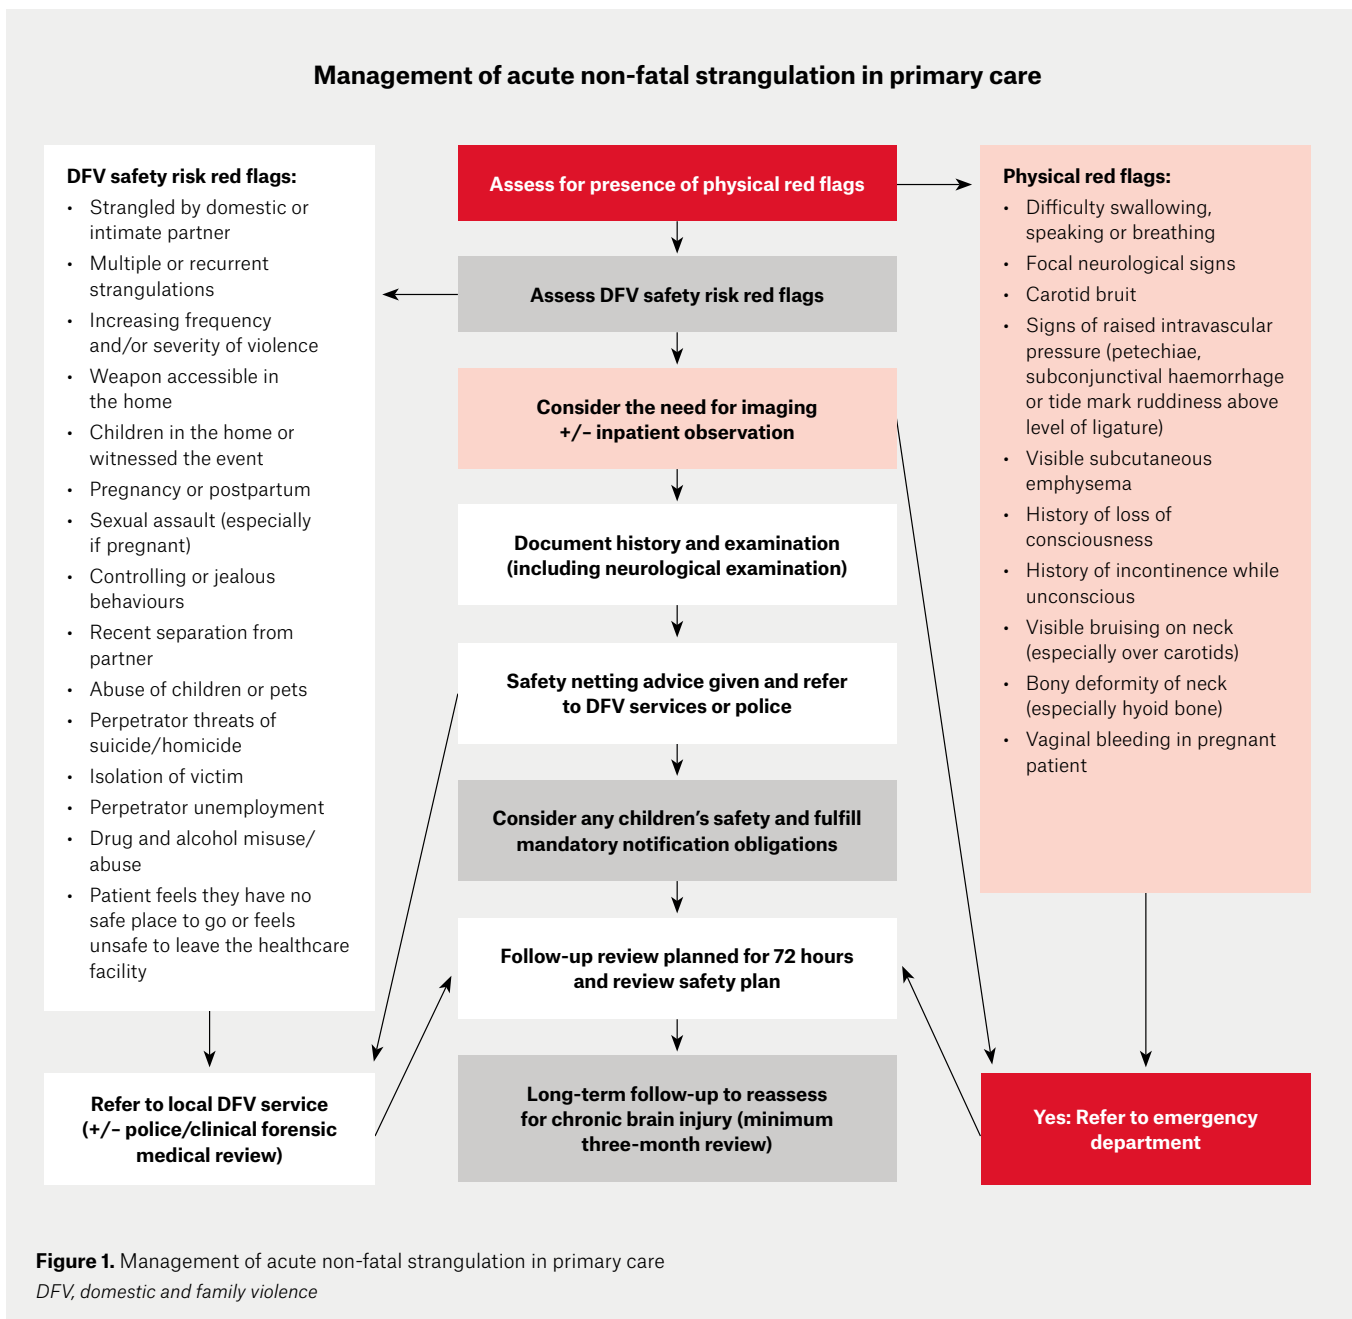 Management of acute non-fatal strangulation in primary care
DFV safety risk red flags:
• Strangled by domestic or
intimate partner
• Multiple or recurrent
strangulations
• Increasing frequency
and/or severity of violence
• Weapon accessible in
the home
• Children in the home or
witnessed the event
• Pregnancy or postpartum
• Sexual assault (especially
if pregnant)
• Controlling or jealous
behaviours
• Recent separation from
partner
• Abuse of children or pets
• Perpetrator threats of
suicide/homicide
• Isolation of victim
• Perpetrator unemployment
• Drug and alcohol misuse/
abuse
• Patient feels they have no
safe place to go or feels
unsafe to leave the healthcare
facility
Refer to local DFV service
(+/– police/clinical forensic
medical review)
Assess for presence of physical red flags
Assess DFV safety risk red flags
Consider the need for imaging
+/– inpatient observation
Document history and examination
(including neurological examination)
Safety netting advice given and refer
to DFV services or police
Consider any children's safety and fulfill
mandatory notification obligations
Follow-up review planned for 72 hours
and review safety plan
Long-term follow-up to reassess
for chronic brain injury (minimum
three-month review)
Physical red flags:
• Difficulty swallowing,
speaking or breathing
• Focal neurological signs
• Carotid bruit
• Signs of raised intravascular
pressure (petechiae,
subconjunctival haemorrhage
or tide mark ruddiness above
level of ligature)
• Visible subcutaneous
emphysema
• History of loss of
consciousness
• History of incontinence while
unconscious
• Visible bruising on neck
(especially over carotids)
• Bony deformity of neck
(especially hyoid bone)
• Vaginal bleeding in pregnant
patient
Yes: Refer to emergency
department
Figure 1. Management of acute non-fatal strangulation in primary care
DFV, domestic and family violence